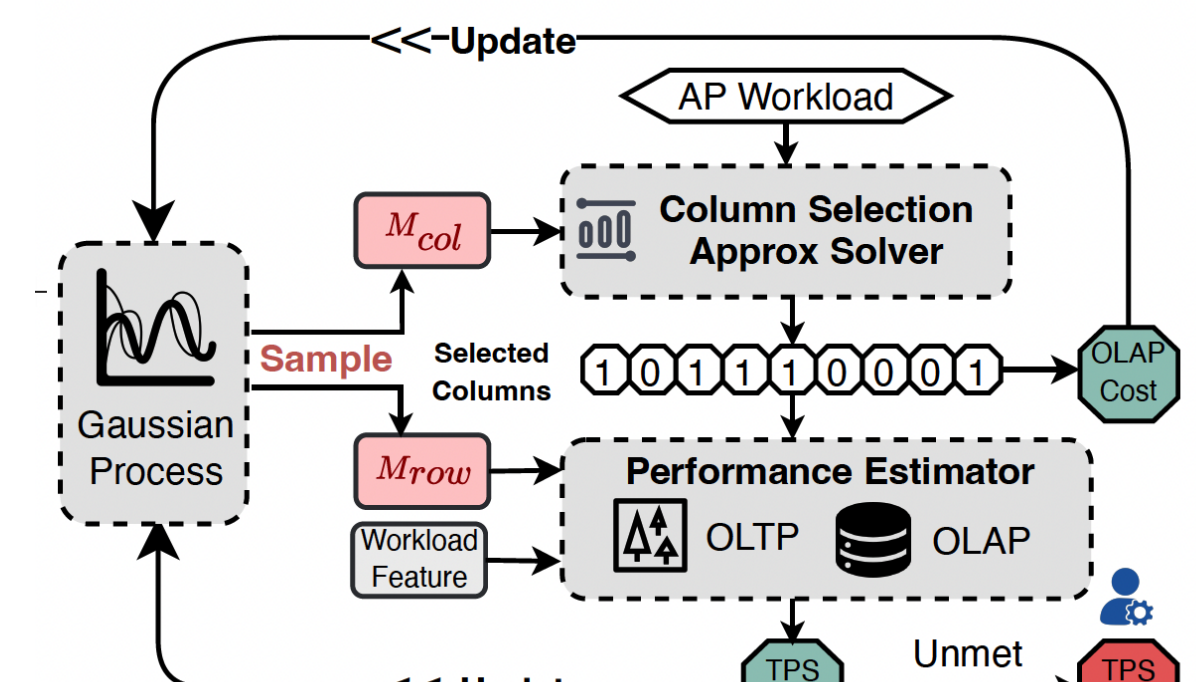 << Update
AP Workload
Column Selection
Approx Solver
M_col
Sample
Selected
Columns
1 0 1 1 1 0 0 0 1
OLAP
Cost
Gaussian
Process
M_row
Workload
Feature
Performance Estimator
OLTP
OLAP
TPS
Unmet
TPS